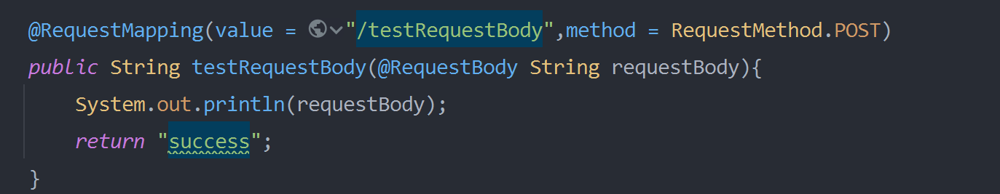 @RequestMapping(value = "/testRequestBody",method = RequestMethod.POST)
public String testRequestBody(@RequestBody String requestBody){
    System.out.println(requestBody);
    return "success";
}